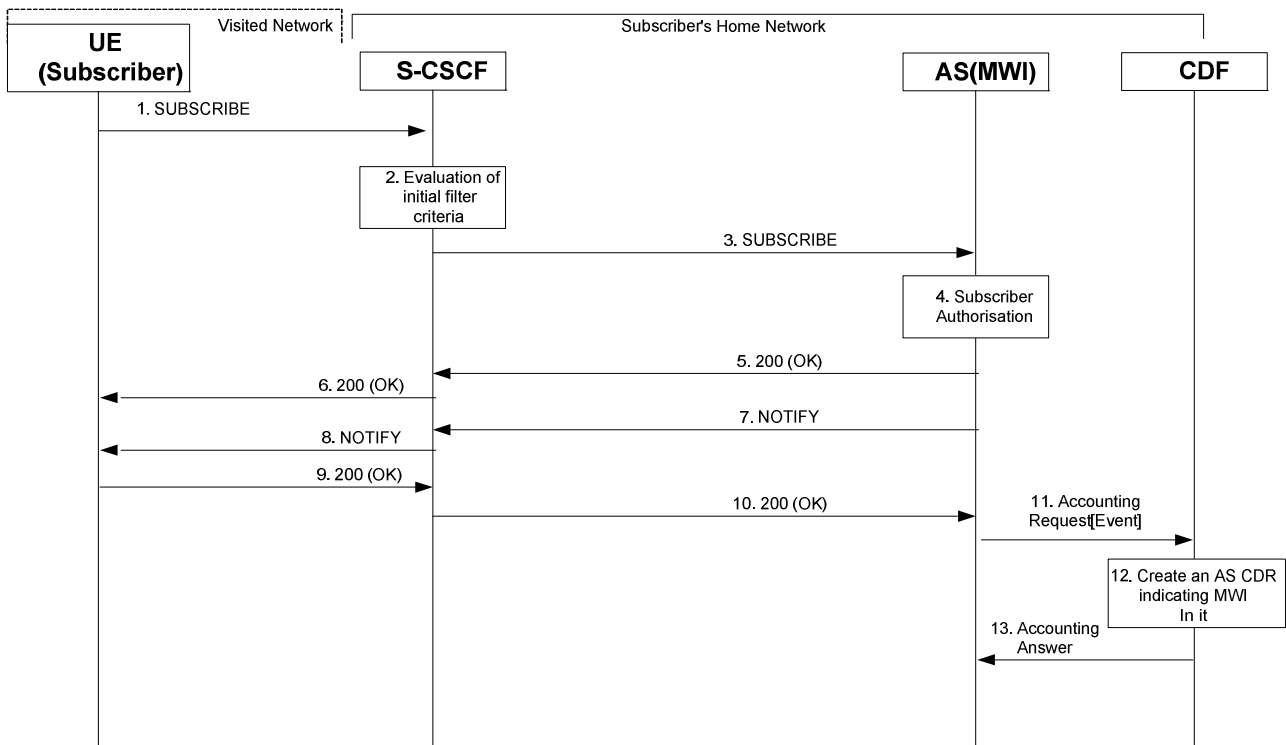 Visited Network
Subscriber's Home Network
UE
(Subscriber)
S-CSCF
AS(MWI)
CDF
1. SUBSCRIBE
2. Evaluation of
initial filter
criteria
3. SUBSCRIBE
4. Subscriber
Authorisation
5. 200 (OK)
6. 200 (OK)
7. NOTIFY
8. NOTIFY
9. 200 (OK)
10. 200 (OK)
11. Accounting
Request[Event]
12. Create an AS CDR
indicating MWI
In it
13. Accounting
Answer